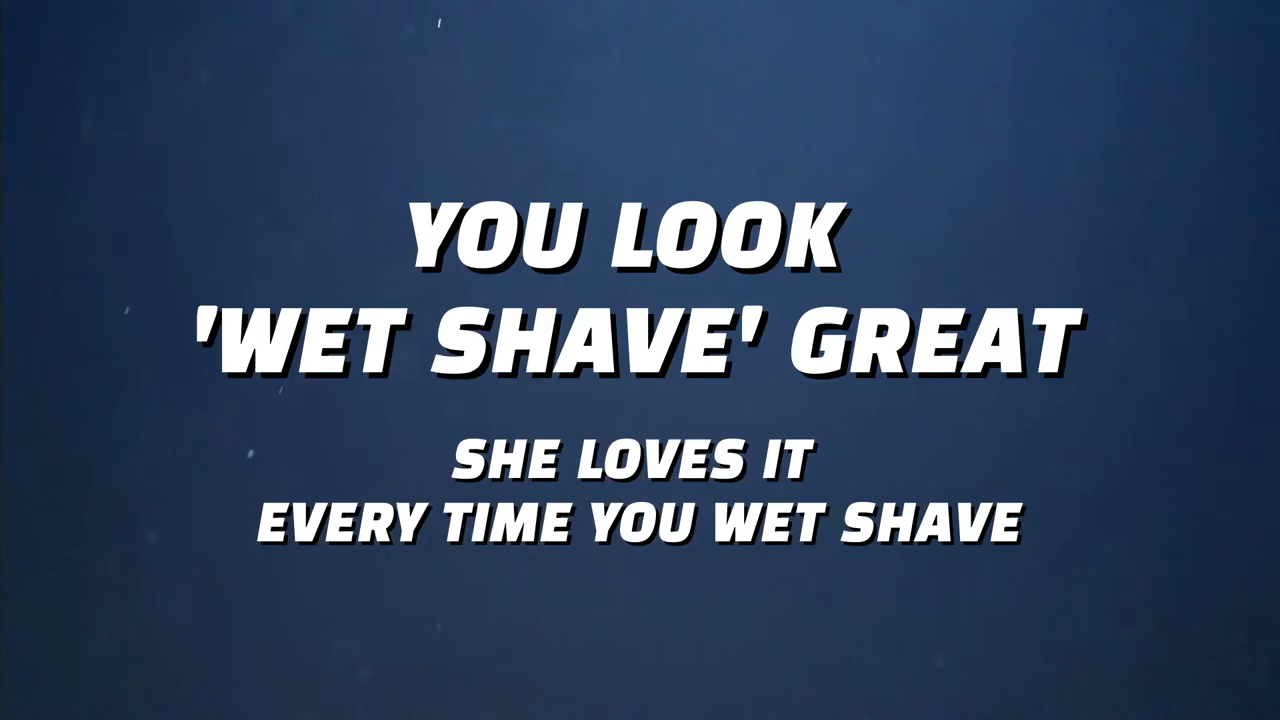 YOU LOOK
'WET SHAVE' GREAT
SHE LOVES IT
EVERY TIME YOU WET SHAVE